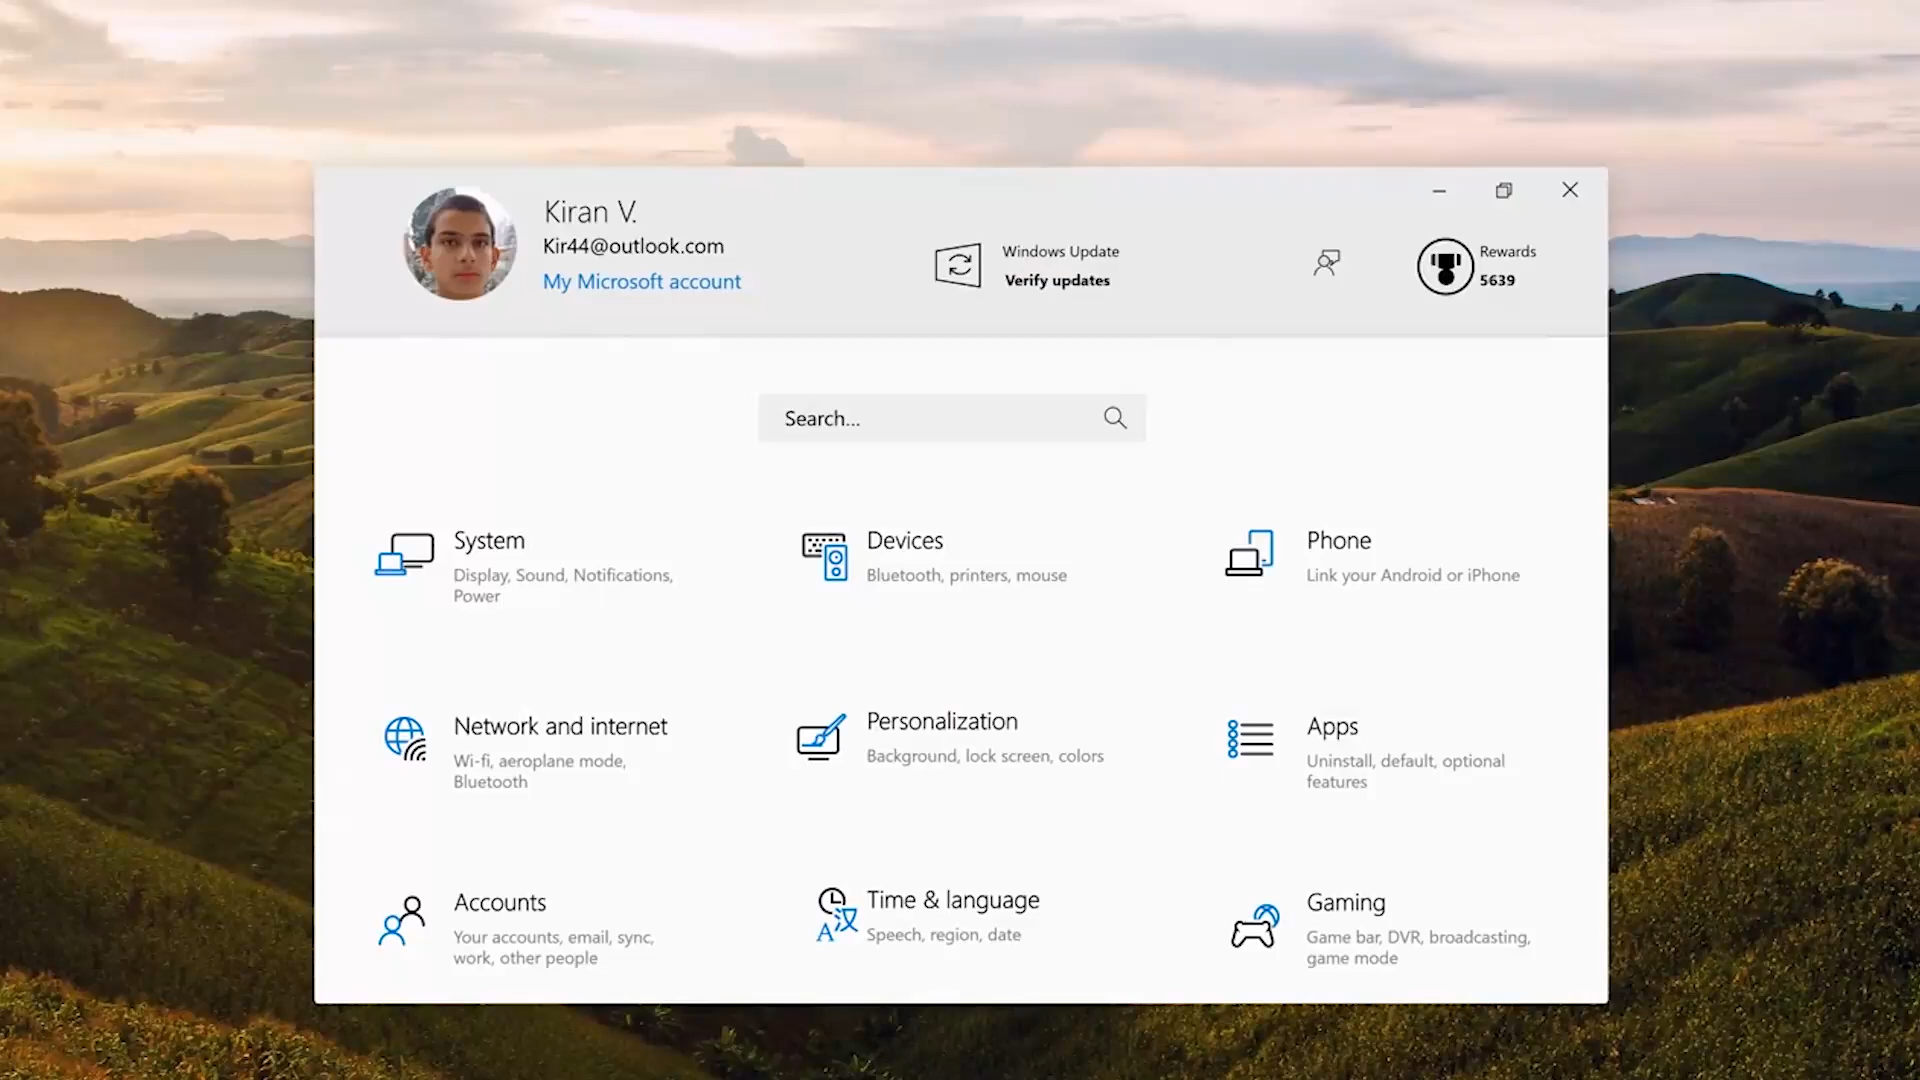 Kiran V.
Kir44@outlook.com
My Microsoft account
Windows Update
Verify updates
Rewards
5639
Search...
System
Display, Sound, Notifications,
Power
Devices
Bluetooth, printers, mouse
Phone
Link your Android or iPhone
Network and internet
Wi-fi, aeroplane mode,
Bluetooth
Personalization
Background, lock screen, colors
Apps
Uninstall, default, optional
features
Accounts
Your accounts, email, sync,
work, other people
Time & language
Speech, region, date
Gaming
Game bar, DVR, broadcasting,
game mode